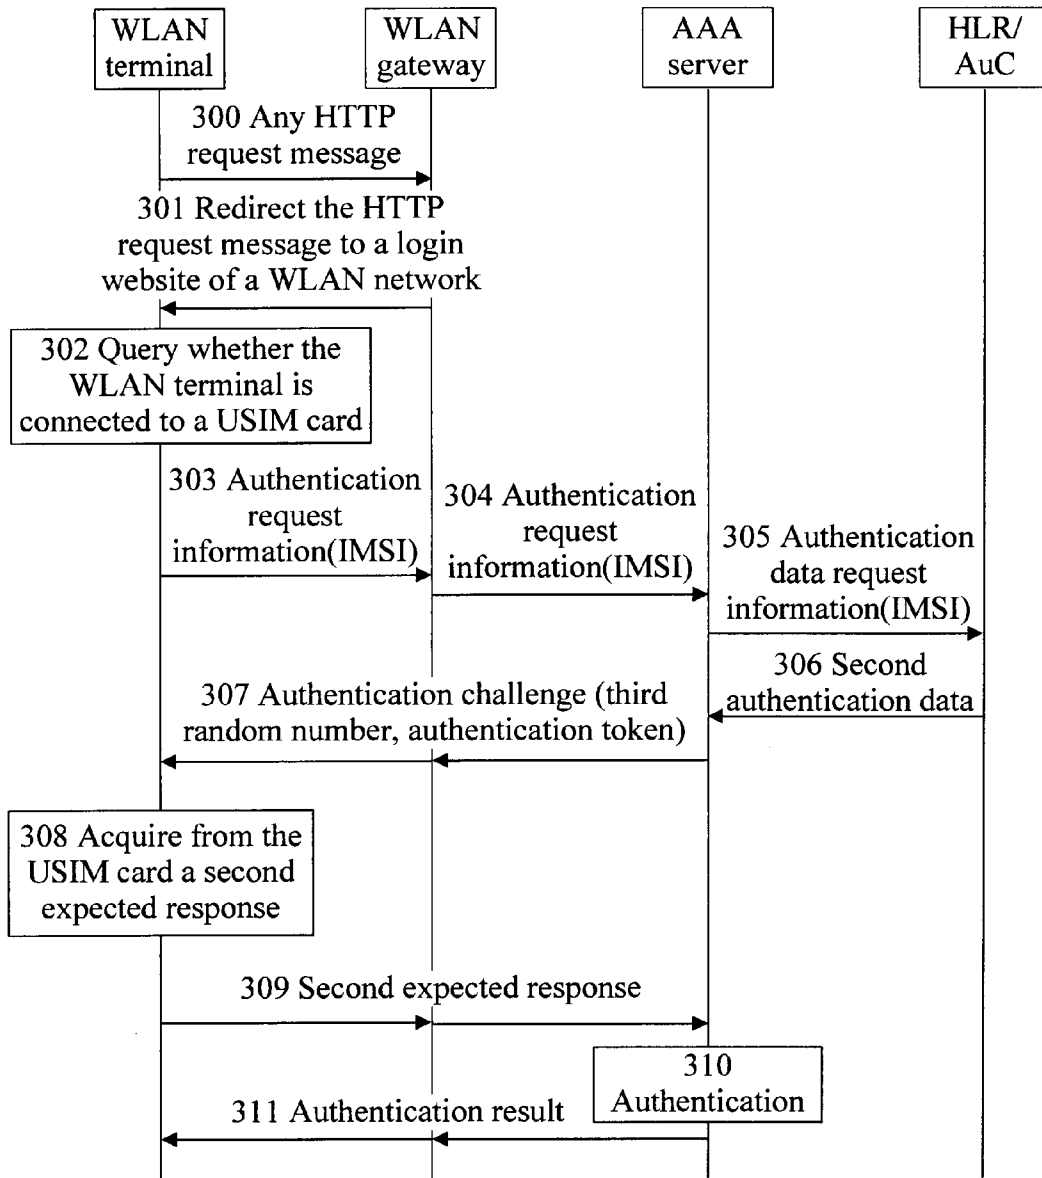 WLAN
terminal
WLAN
gateway
AAA
server
HLR/
AuC
300 Any HTTP
request message
301 Redirect the HTTP
request message to a login
website of a WLAN network
302 Query whether the
WLAN terminal is
connected to a USIM card
303 Authentication
request
information(IMSI)
304 Authentication
request
information(IMSI)
305 Authentication
data request
information(IMSI)
306 Second
authentication data
307 Authentication challenge (third
random number, authentication token)
308 Acquire from the
USIM card a second
expected response
309 Second expected response
310
Authentication
311 Authentication result